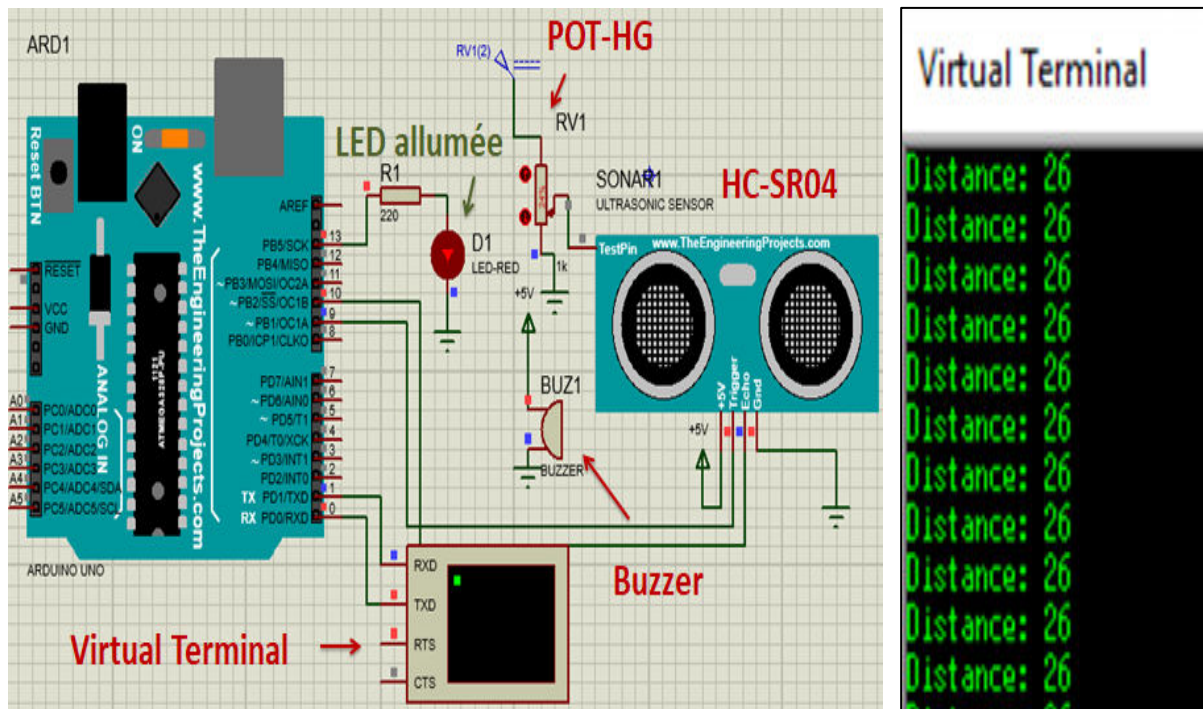 ARD1
Reset BTN
ON
www.TheEngineeringProjects.com
1121
ATMEGA328P-PU
ANALOG IN
RESET
VCC
GND
A0
A1
A2
A3
A4
A5
PC0/ADC0
PC1/ADC1
PC2/ADC2
PC3/ADC3
PC4/ADC4/SDA
PC5/ADC5/SCL
AREF
PB5/SCK 13
PB4/MISO 12
~PB3/MOSI/OC2A 11
~PB2/SS/OC1B 10
~PB1/OC1A 9
PB0/ICP1/CLKO 8
PD7/AIN1 7
~PD6/AIN0 6
~PD5/T1 5
PD4/T0/XCK 4
~PD3/INT1 3
PD2/INT0 2
TX PD1/TXD 1
RX PD0/RXD 0
ARDUINO UNO
LED allumée
R1
220
D1
LED-RED
RV1(2)
POT-HG
RV1
24%
1k
SONAR1
ULTRASONIC SENSOR
HC-SR04
TestPin
www.TheEngineeringProjects.com
+5V
Trigger
Echo
Gnd
+5V
+5V
BUZ1
BUZZER
Buzzer
Virtual Terminal
RXD
TXD
RTS
CTS
Virtual Terminal
Distance: 26
Distance: 26
Distance: 26
Distance: 26
Distance: 26
Distance: 26
Distance: 26
Distance: 26
Distance: 26
Distance: 26
Distance: 26